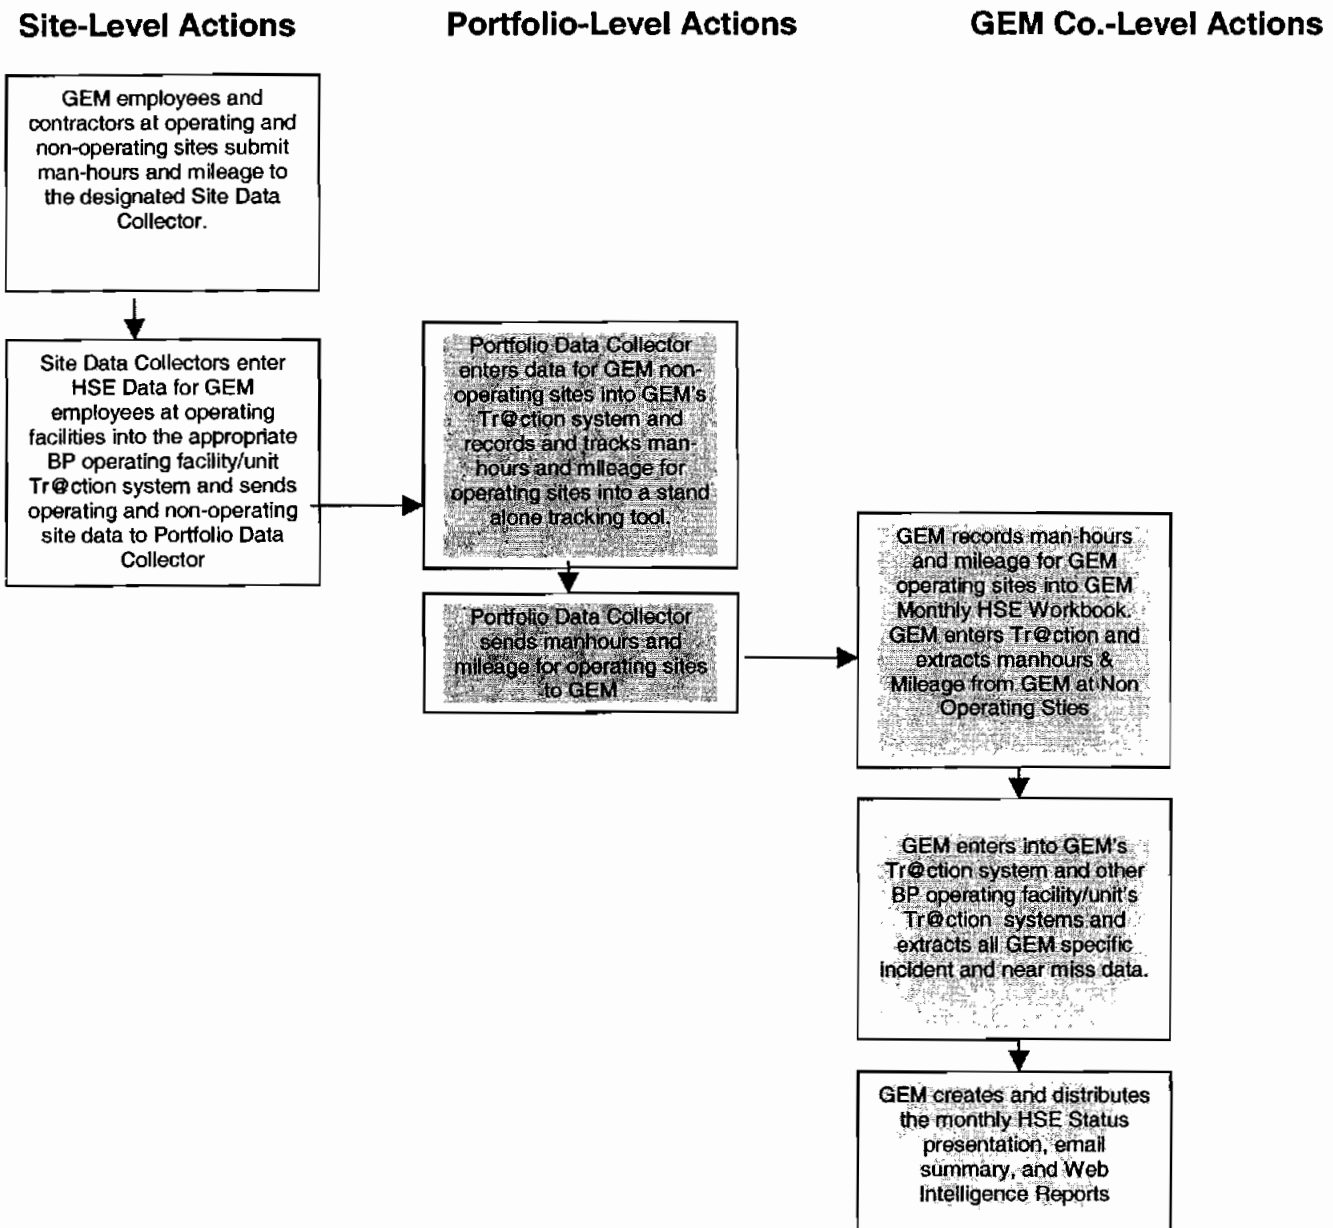 Site-Level Actions
Portfolio-Level Actions
GEM Co.-Level Actions
GEM employees and
contractors at operating and
non-operating sites submit
man-hours and mileage to
the designated Site Data
Collector.
Site Data Collectors enter
HSE Data for GEM
employees at operating
facilities into the appropriate
BP operating facility/unit
Tr@ction system and sends
operating and non-operating
site data to Portfolio Data
Collector
Portfolio Data Collector
enters data for GEM non-
operating sites into GEM's
Tr@ction system and
records and tracks man-
hours and mileage for
operating sites into a stand
alone tracking tool.
Portfolio Data Collector
sends manhours and
mileage for operating sites
to GEM
GEM records man-hours
and mileage for GEM
operating sites into GEM
Monthly HSE Workbook.
GEM enters Tr@ction and
extracts manhours &
Mileage from GEM at Non
Operating Sties
GEM enters into GEM's
Tr@ction system and other
BP operating facility/unit's
Tr@ction systems and
extracts all GEM specific
incident and near miss data.
GEM creates and distributes
the monthly HSE Status
presentation, email
summary, and Web
Intelligence Reports